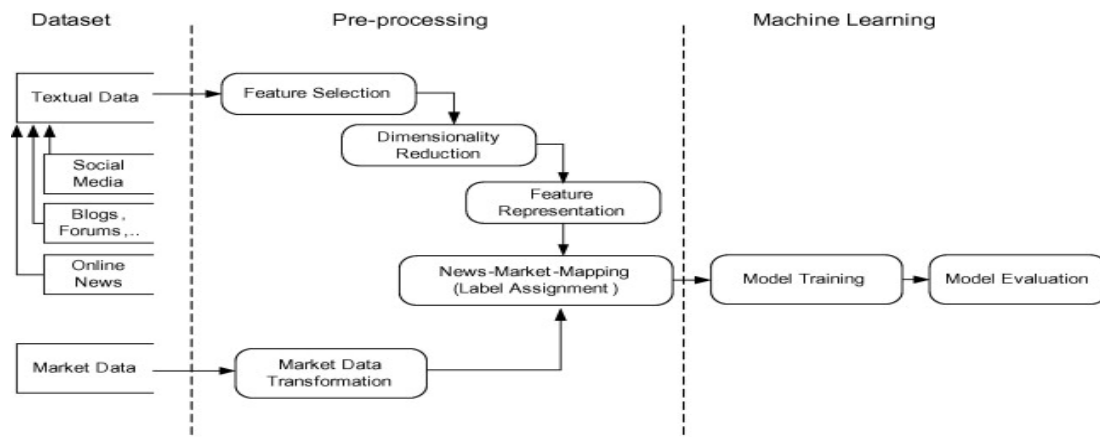 Dataset
Pre-processing
Machine Learning
Textual Data
Feature Selection
Dimensionality
Reduction
Social
Media
Feature
Representation
Blogs,
Forums,..
Online
News
News-Market-Mapping
(Label Assignment)
Model Training
Model Evaluation
Market Data
Market Data
Transformation